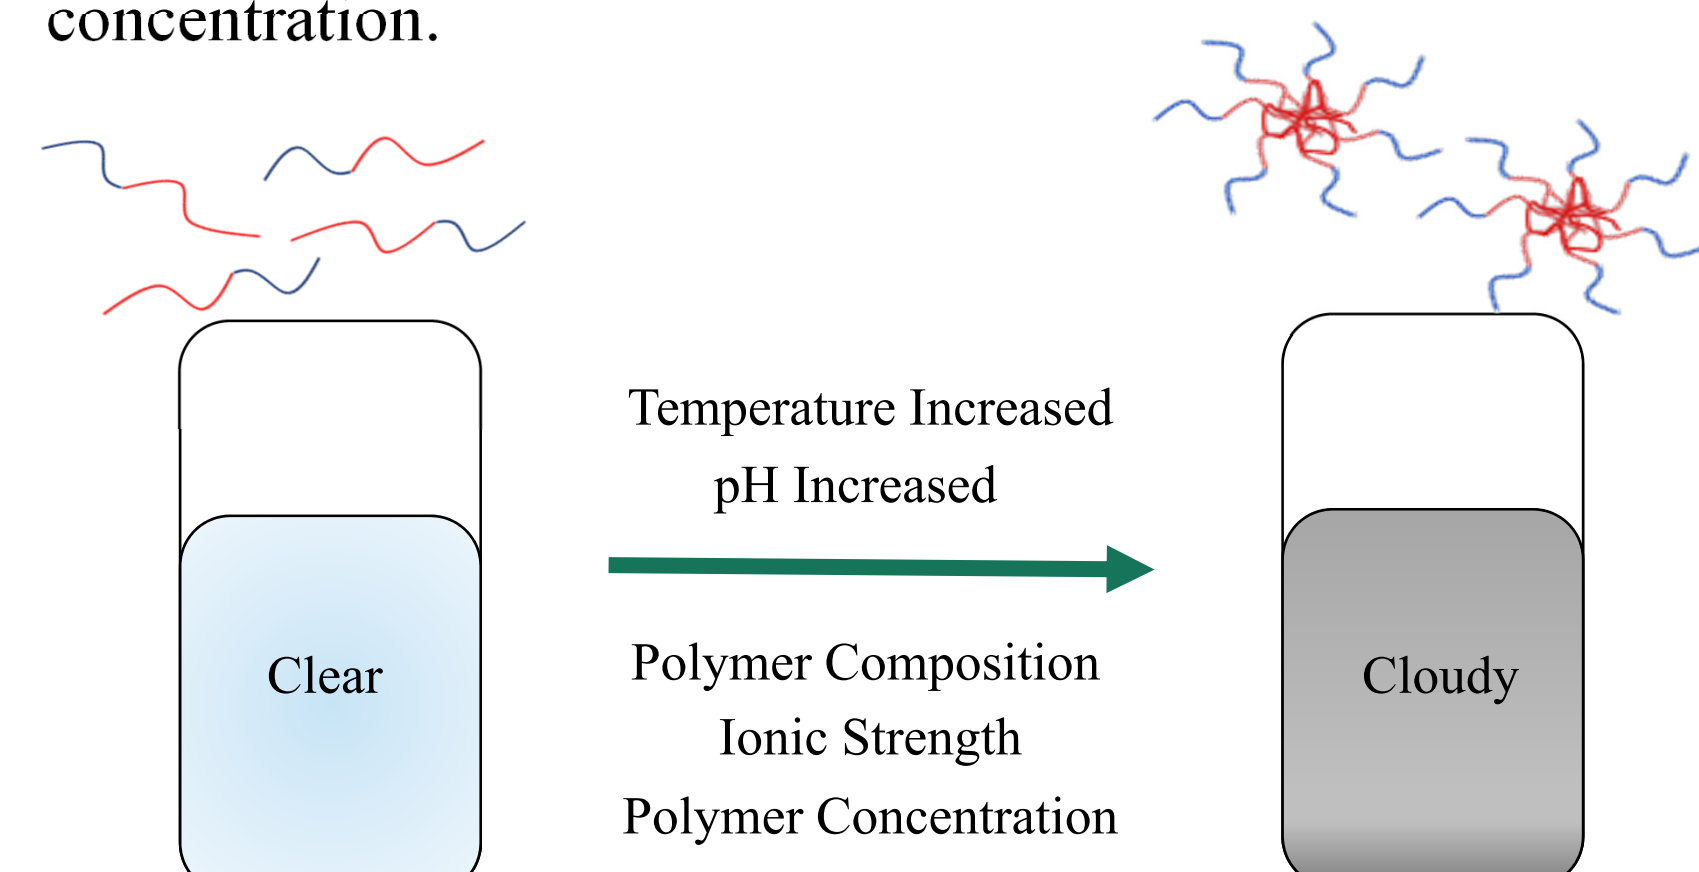 concentration.
Temperature Increased
pH Increased
Clear
Polymer Composition
Cloudy
Ionic Strength
Polymer Concentration